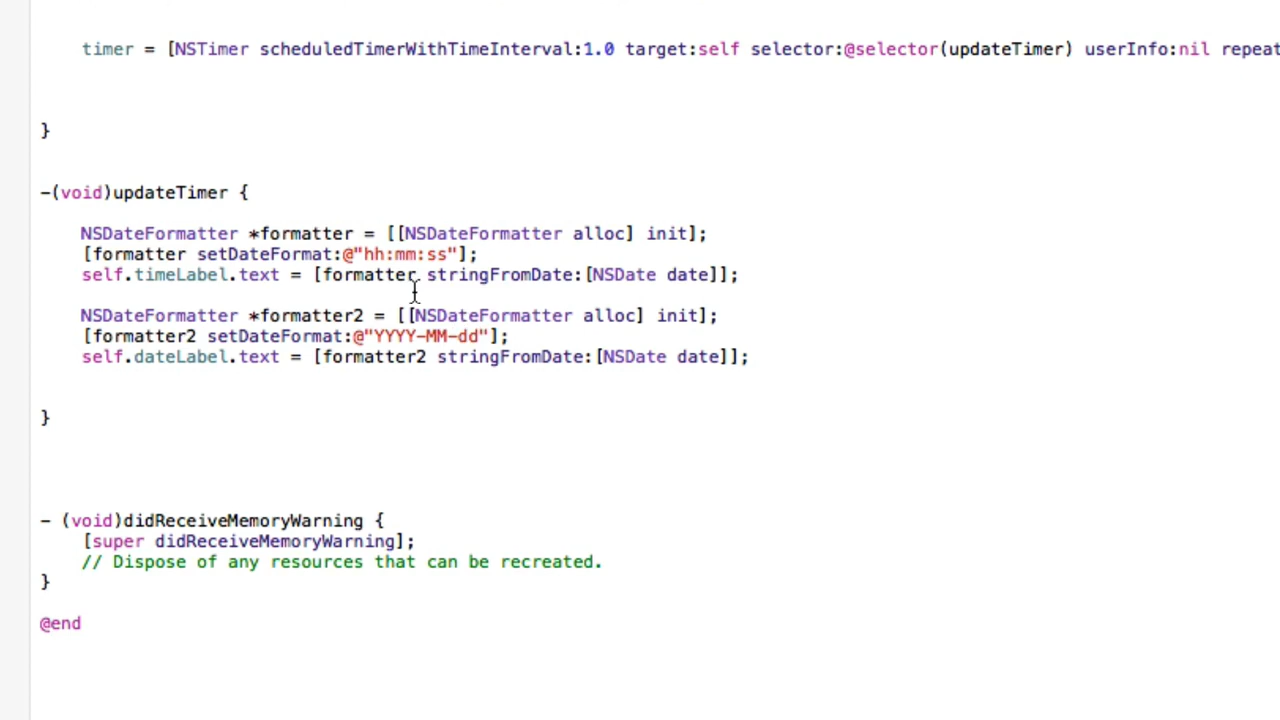 timer = [NSTimer scheduledTimerWithTimeInterval:1.0 target:self selector:@selector(updateTimer) userInfo:nil repeat
}
-(void)updateTimer {
NSDateFormatter *formatter = [[NSDateFormatter alloc] init];
[formatter setDateFormat:@"hh:mm:ss"];
self.timeLabel.text = [formatter stringFromDate:[NSDate date]];
NSDateFormatter *formatter2 = [[NSDateFormatter alloc] init];
[formatter2 setDateFormat:@"YYYY-MM-dd"];
self.dateLabel.text = [formatter2 stringFromDate:[NSDate date]];
}
- (void)didReceiveMemoryWarning {
[super didReceiveMemoryWarning];
// Dispose of any resources that can be recreated.
}
@end